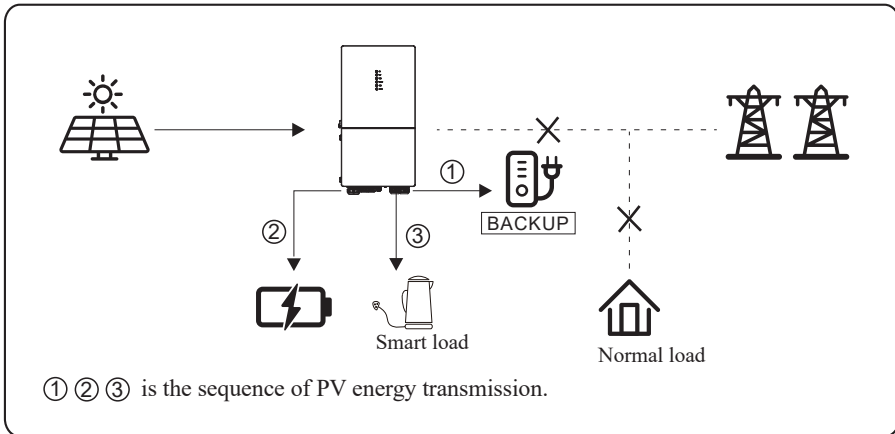 ①
BACKUP
②
③
Smart load
Normal load
① ② ③ is the sequence of PV energy transmission.